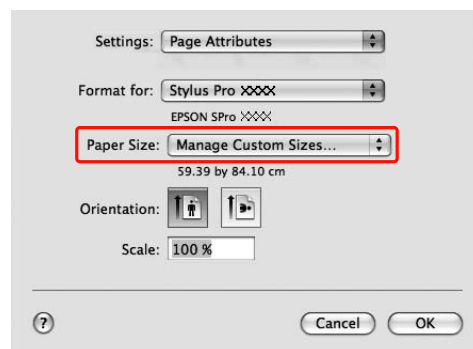 Settings: Page Attributes
Format for: Stylus Pro XXXX
EPSON SPro XXXX
Paper Size: Manage Custom Sizes...
59.39 by 84.10 cm
Orientation:
Scale: 100 %
? Cancel OK